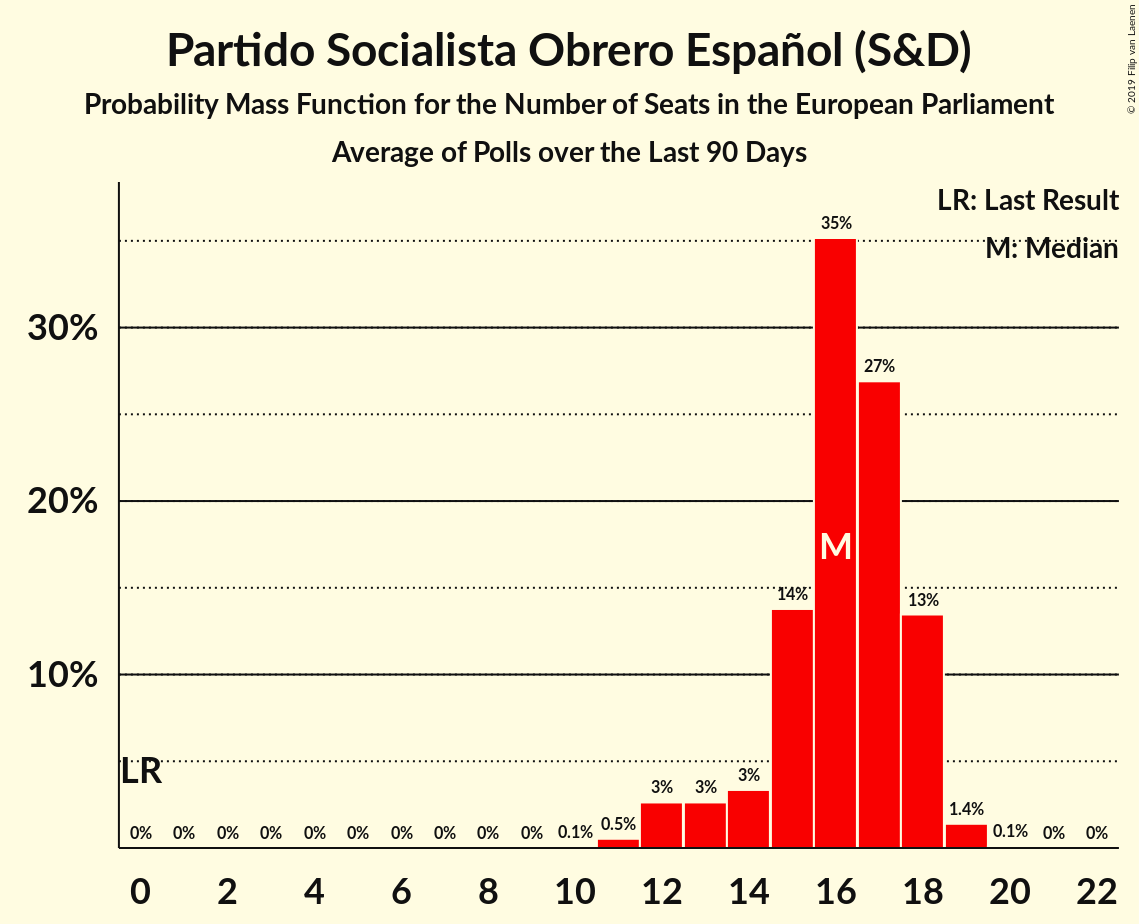 Partido Socialista Obrero Español (S&D)
Probability Mass Function for the Number of Seats in the European Parliament
Average of Polls over the Last 90 Days
© 2019 Filip van Laenen
LR: Last Result
M: Median
35%
30%
27%
20%
M
14%
13%
10%
LR
0% 0% 0% 0% 0% 0% 0% 0% 0% 0% 0.1% 0.5% 3% 3% 3% 1.4% 0.1% 0% 0%
0 2 4 6 8 10 12 14 16 18 20 22